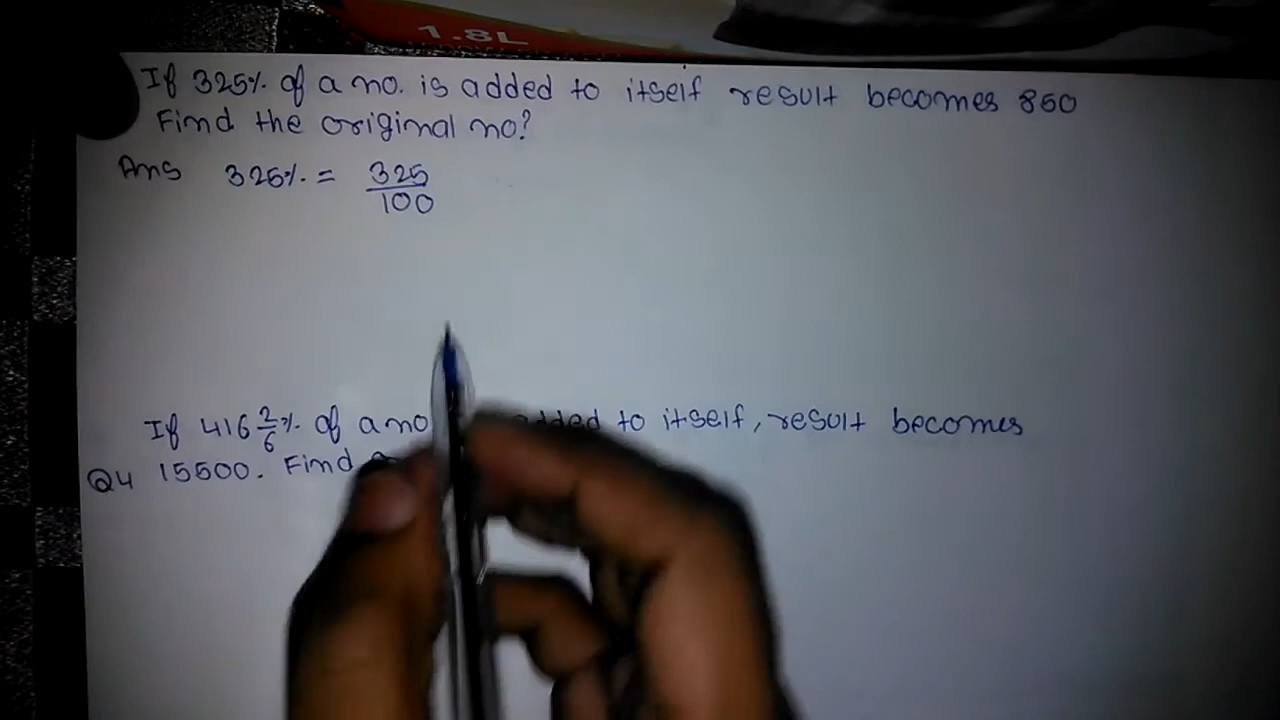 1.8L
If 325% of a no. is added to itself result becomes 850
Find the original no?
Ans 325% = 325/100
If 416 2/6% of a no added to itself, result becomes
Q4 15500. Find